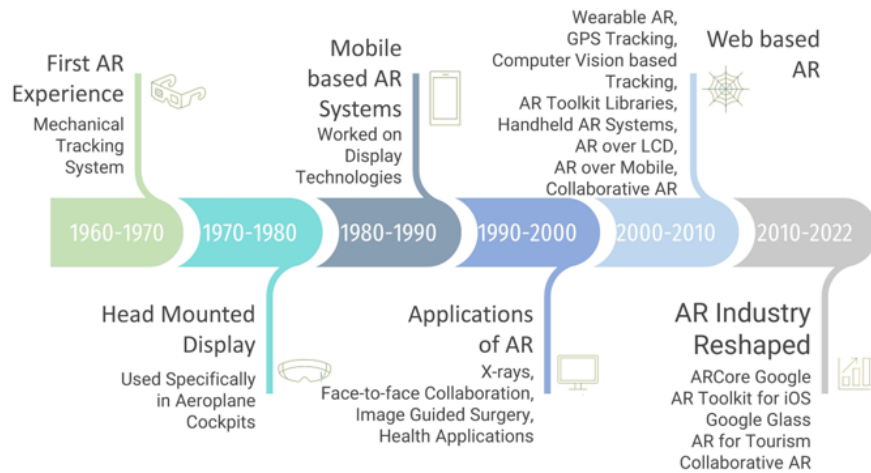 First AR
Experience
Mechanical
Tracking
System
Mobile
based AR
Systems
Worked on
Display
Technologies
Wearable AR,
GPS Tracking,
Computer Vision based
Tracking,
AR Toolkit Libraries,
Handheld AR Systems,
AR over LCD,
AR over Mobile,
Collaborative AR
Web based
AR
1960-1970
1970-1980
1980-1990
1990-2000
2000-2010
2010-2022
Head Mounted
Display
Used Specifically
in Aeroplane
Cockpits
Applications
of AR
X-rays,
Face-to-face Collaboration,
Image Guided Surgery,
Health Applications
AR Industry
Reshaped
ARCore Google
AR Toolkit for iOS
Google Glass
AR for Tourism
Collaborative AR